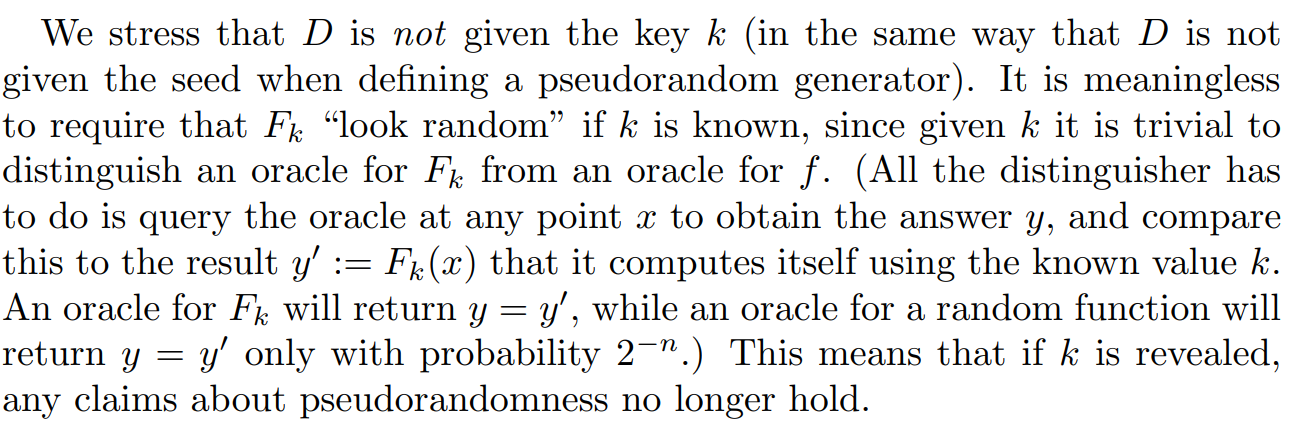 We stress that D is not given the key k (in the same way that D is not
given the seed when defining a pseudorandom generator). It is meaningless
to require that Fₖ “look random” if k is known, since given k it is trivial to
distinguish an oracle for Fₖ from an oracle for f. (All the distinguisher has
to do is query the oracle at any point x to obtain the answer y, and compare
this to the result y′ := Fₖ(x) that it computes itself using the known value k.
An oracle for Fₖ will return y = y′, while an oracle for a random function will
return y = y′ only with probability 2⁻ⁿ.) This means that if k is revealed,
any claims about pseudorandomness no longer hold.